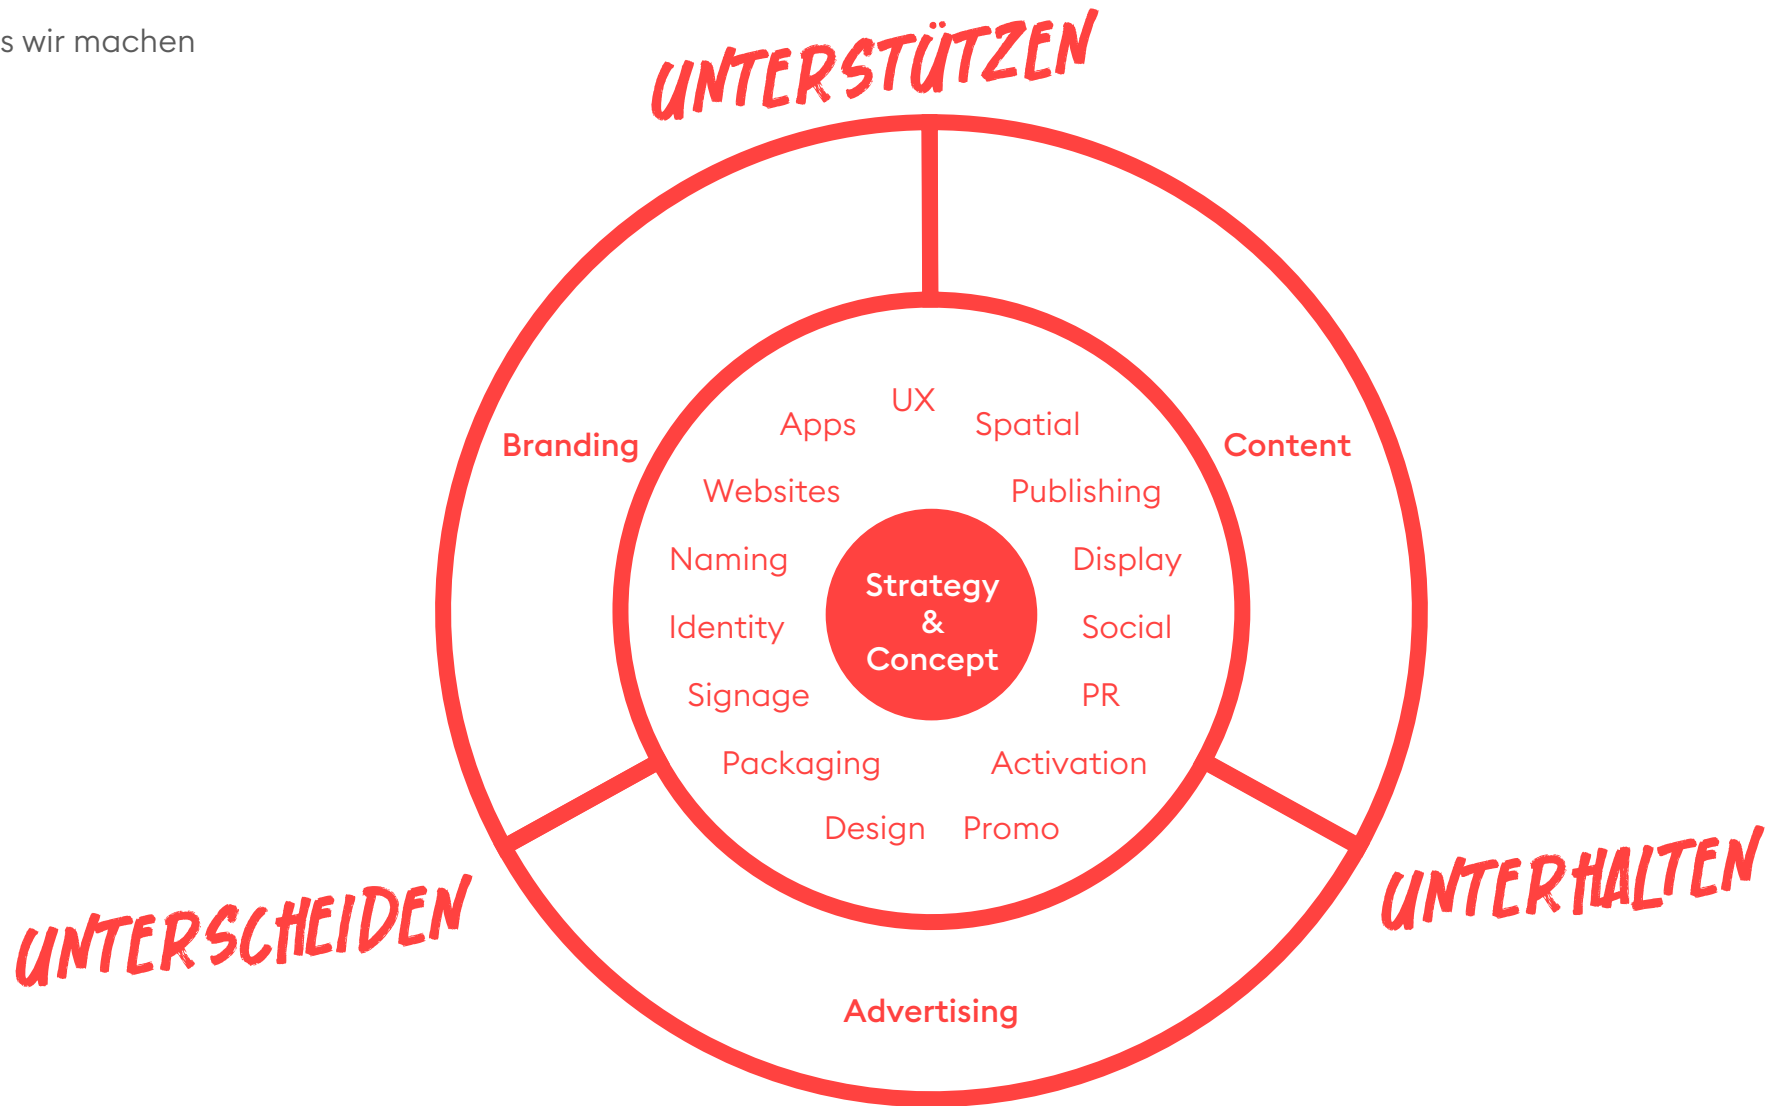 s wir machen
UNTERSTÜTZEN
UX
Apps
Spatial
Branding
Content
Websites
Publishing
Naming
Display
Strategy
&
Concept
Identity
Social
Signage
PR
Packaging
Activation
Design
Promo
UNTERSCHEIDEN
UNTERHALTEN
Advertising